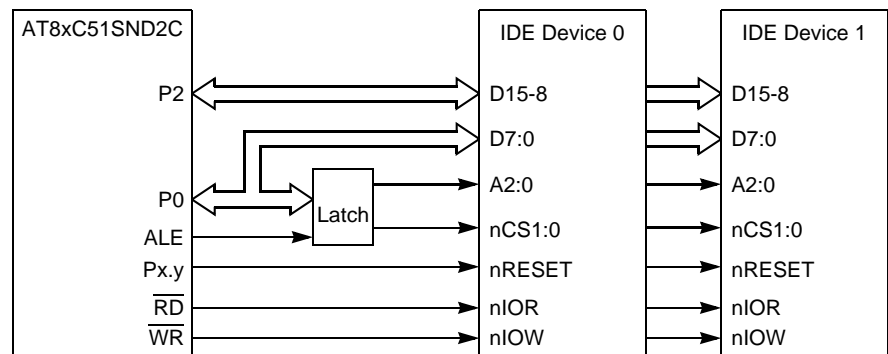 AT8xC51SND2C
IDE Device 0
IDE Device 1
P2
D15-8
D15-8
D7:0
D7:0
P0
Latch
A2:0
A2:0
ALE
nCS1:0
nCS1:0
Px.y
nRESET
nRESET
RD
nIOR
nIOR
WR
nIOW
nIOW